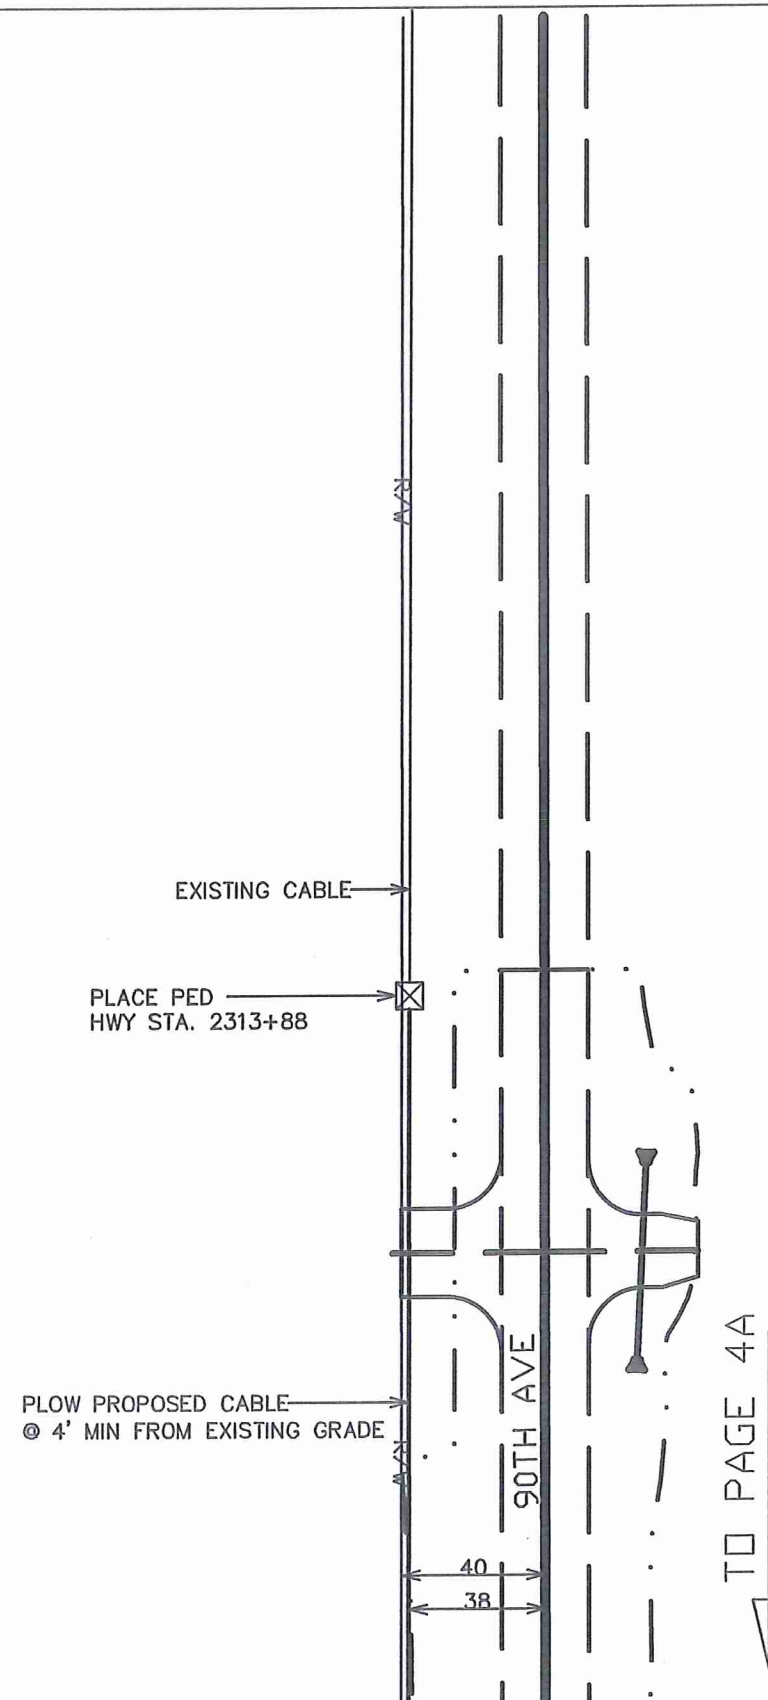 R/W
EXISTING CABLE
PLACE PED
HWY STA. 2313+88
PLOW PROPOSED CABLE
@ 4' MIN FROM EXISTING GRADE
R/W
90TH AVE
TO PAGE 4A
40
38